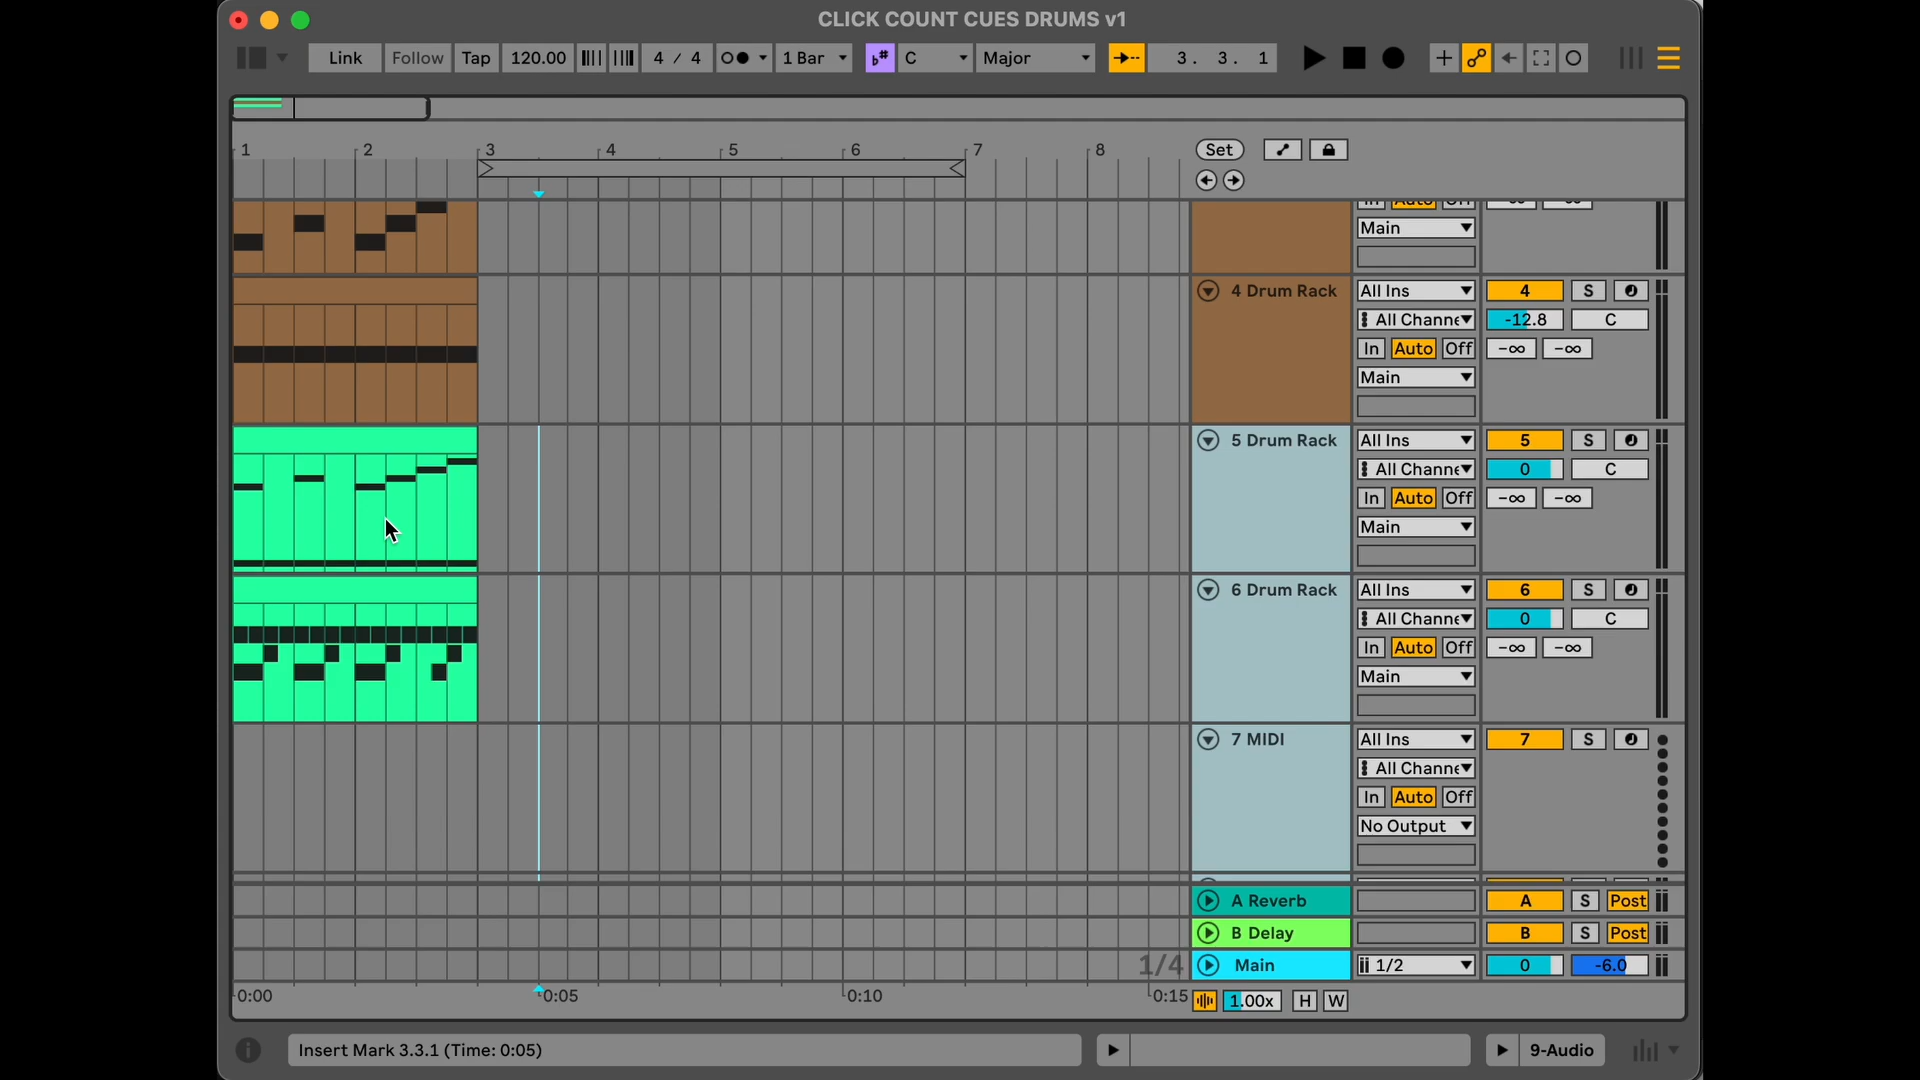 CLICK COUNT CUES DRUMS v1
Link Follow Tap 120.00 4 / 4 1 Bar C Major 3. 3. 1
1 2 3 4 5 6 7 8 Set
In Auto Off -∞ -∞
Main
4 Drum Rack All Ins 4 S
All Channe -12.8 C
In Auto Off -∞ -∞
Main
5 Drum Rack All Ins 5 S
All Channe 0 C
In Auto Off -∞ -∞
Main
6 Drum Rack All Ins 6 S
All Channe 0 C
In Auto Off -∞ -∞
Main
7 MIDI All Ins 7 S
All Channe
In Auto Off
No Output
A Reverb A S Post
B Delay B S Post
1/4 Main 1/2 0 -6.0
0:00 0:05 0:10 0:15 1.00x H W
Insert Mark 3.3.1 (Time: 0:05) 9-Audio